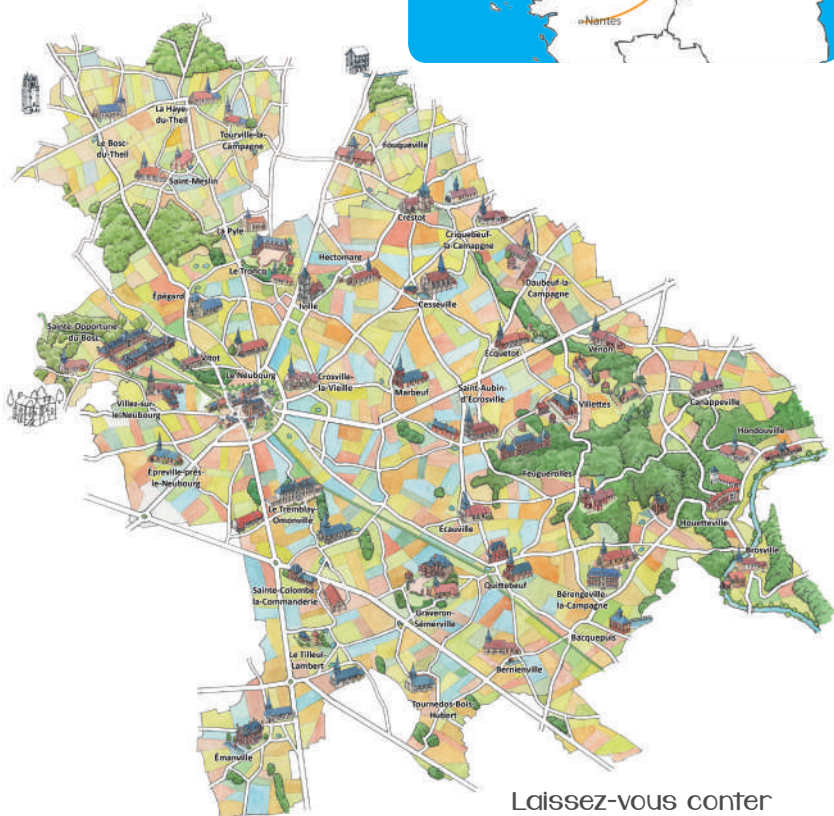 Nantes
La Haye-
du-Theil
Le Bosc-
du-Theil
Tourville-la-
Campagne
Saint-Meslin
Fouqueville
La Pyle
Crestot
Criquebeuf-
la-Camapgne
Le Troncq
Hectomare
Daubeuf-la-
Campagne
Épégard
Iville
Cesseville
Sainte-Opportune
du-Bosc
Vitot
Ecquetot
Venon
Le Neubourg
Crosville-
la-Vieille
Marbeuf
Saint-Aubin-
d'Ecrosville
Villettes
Canappeville
Villez-sur-
le-Neubourg
Hondouville
Epreville-près-
le-Neubourg
Feuguerolles
Le Tremblay-
Omonville
Ecauville
Houetteville
Brosville
Sainte-Colombe
la-Commanderie
Graveron-
Sémerville
Quittebeuf
Bérengeville-
la-Campagne
Bacquepuis
Le Tilleul-
Lambert
Bernienville
Tournedos-Bois-
Hubert
Émanville
Laissez-vous conter